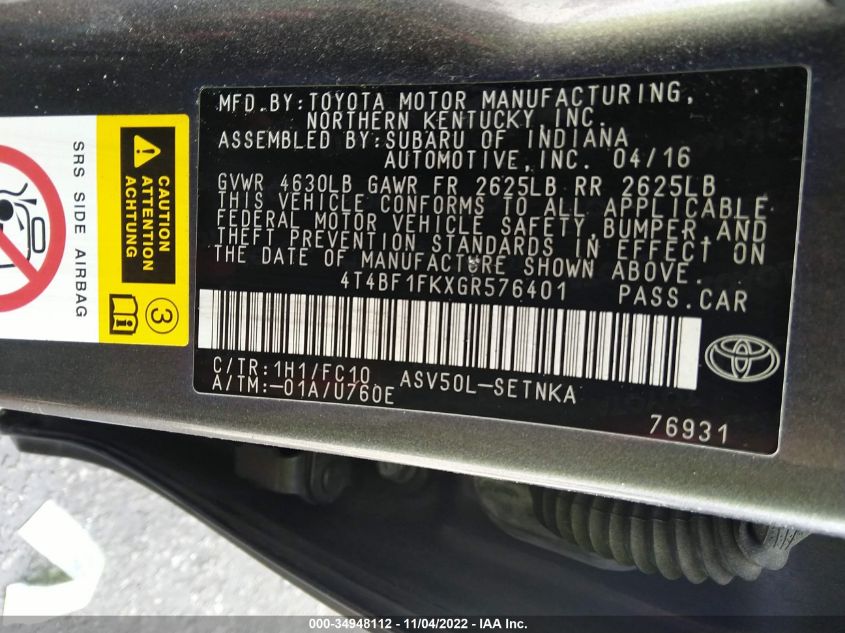 MFD.BY:TOYOTA MOTOR MANUFACTURING,
NORTHERN KENTUCKY, INC.
ASSEMBLED BY:SUBARU OF INDIANA
AUTOMOTIVE,INC. 04/16
GVWR 4630LB GAWR FR 2625LB RR 2625LB
THIS VEHICLE CONFORMS TO ALL APPLICABLE
FEDERAL MOTOR VEHICLE SAFETY, BUMPER, AND
THEFT PREVENTION STANDARDS IN EFFECT ON
THE DATE OF MANUFACTURE SHOWN ABOVE.
4T4BF1FKXGR576401 PASS.CAR
C/TR:1H1/FC10
A/TM:-01A/U760E
ASV50L-SETNKA
76931
SRS SIDE AIRBAG
CAUTION
ATTENTION
ACHTUNG
3
000-34948112 - 11/04/2022 - IAA